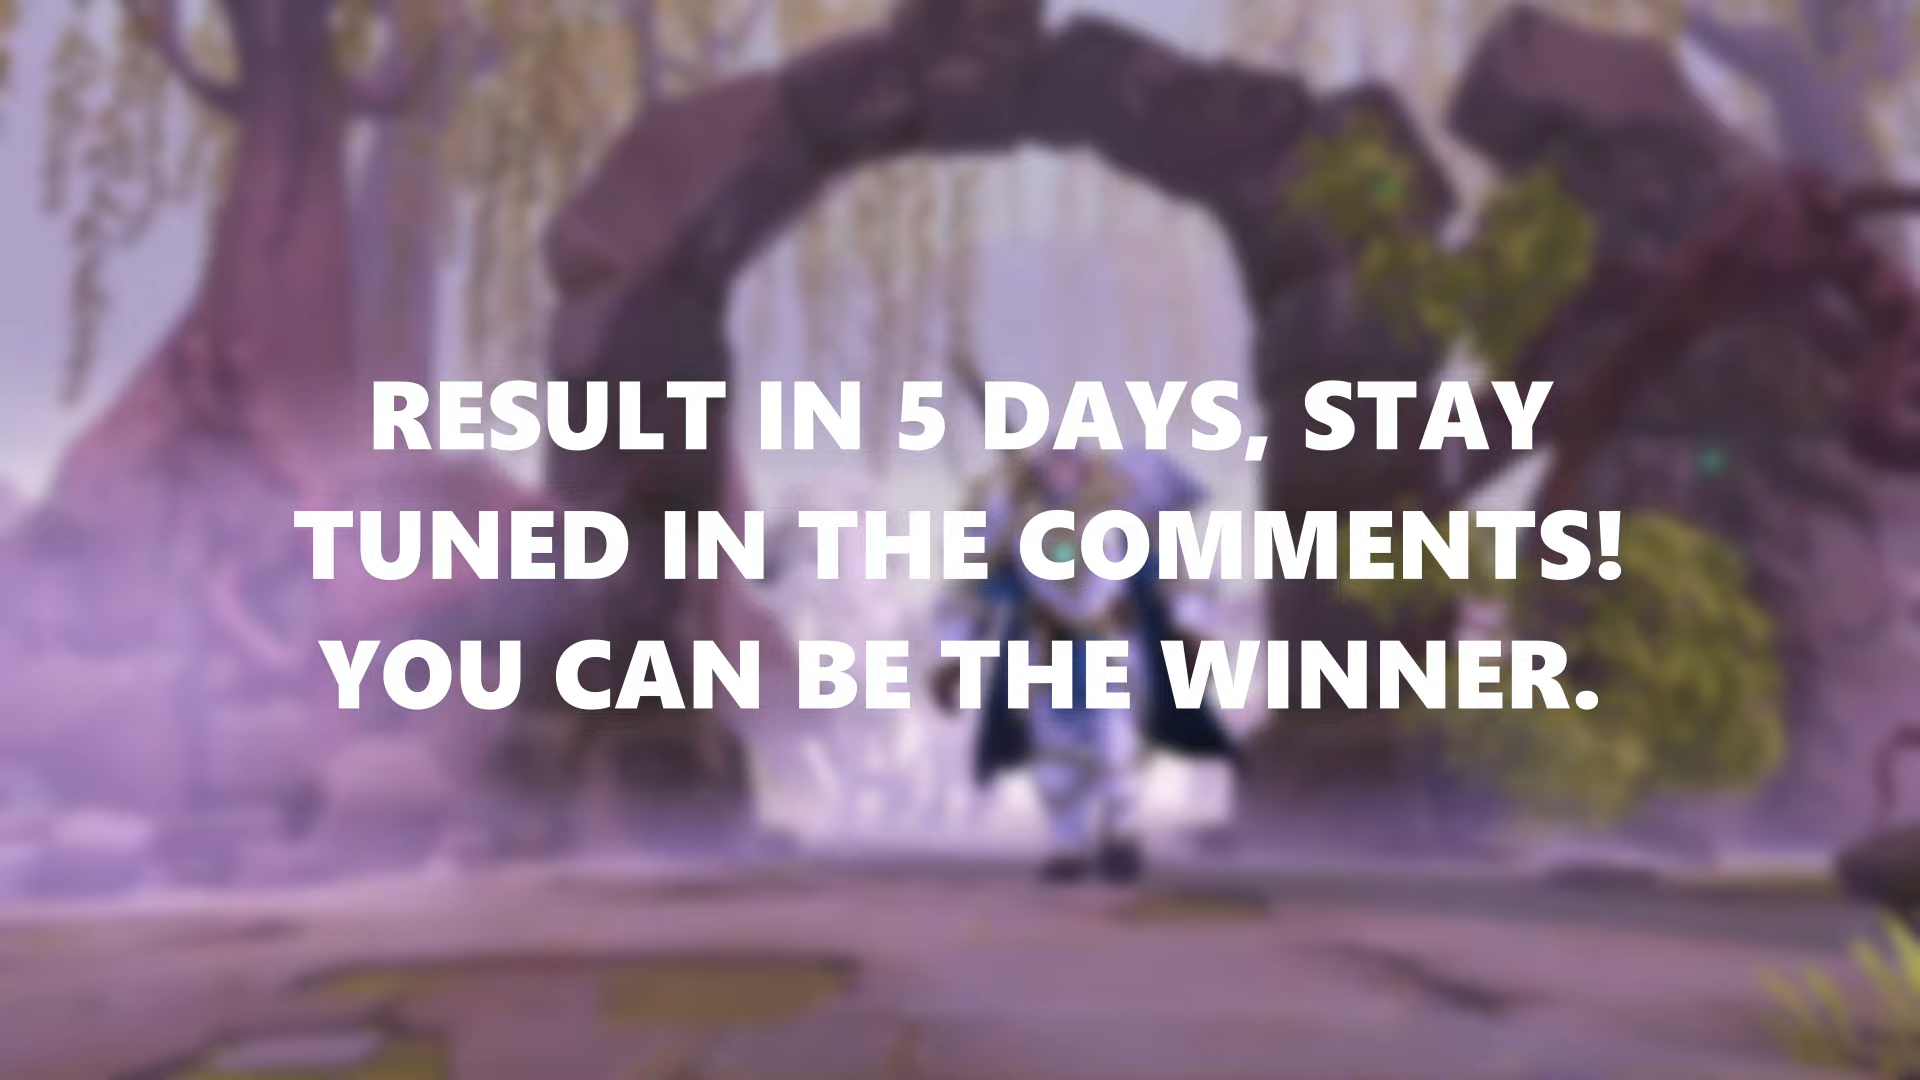 RESULT IN 5 DAYS, STAY
TUNED IN THE COMMENTS!
YOU CAN BE THE WINNER.